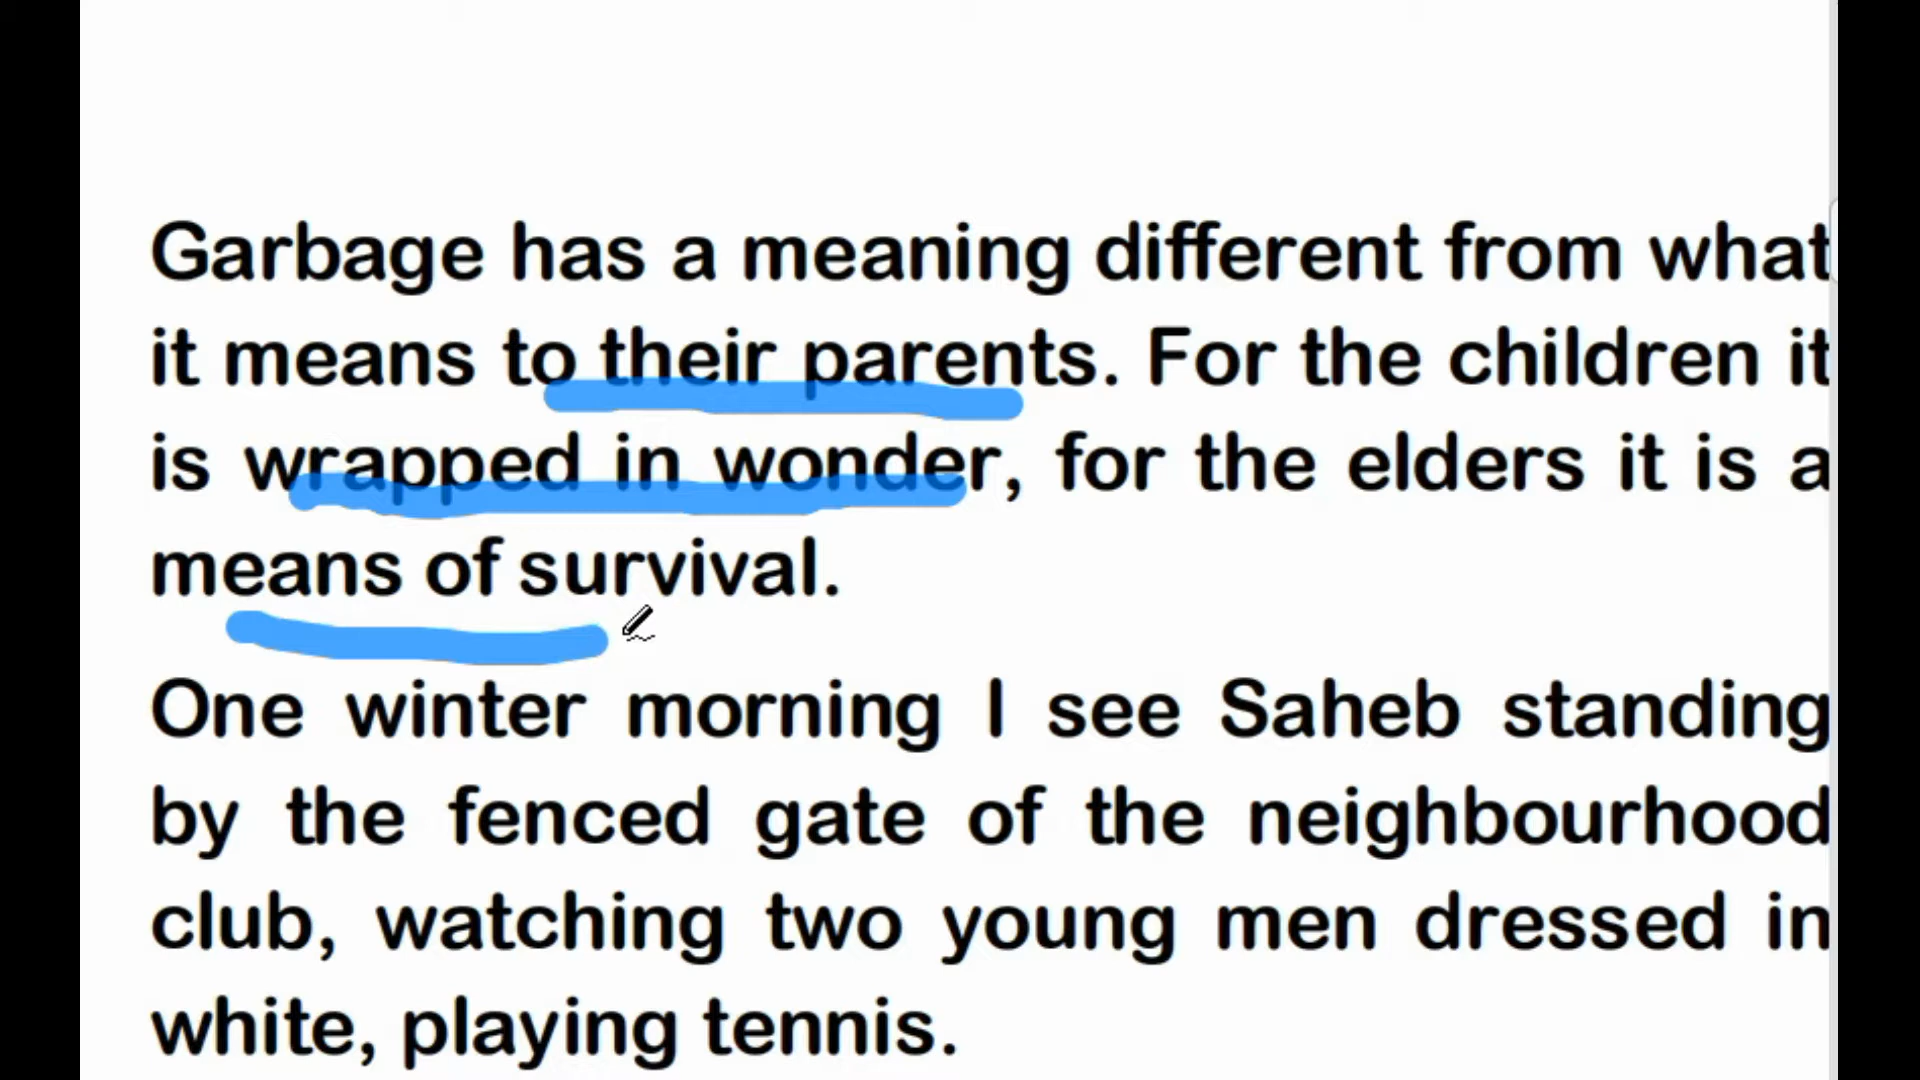 Garbage has a meaning different from what
it means to their parents. For the children it
is wrapped in wonder, for the elders it is a
means of survival.
One winter morning I see Saheb standing
by the fenced gate of the neighbourhood
club, watching two young men dressed in
white, playing tennis.